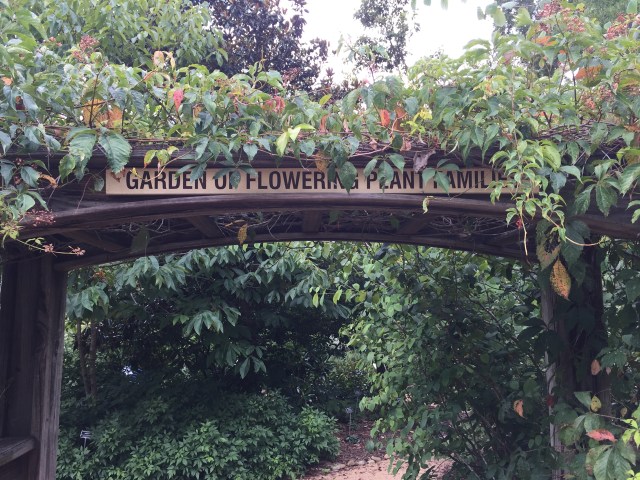 GARDEN OF FLOWERING PLANT FAMILIES